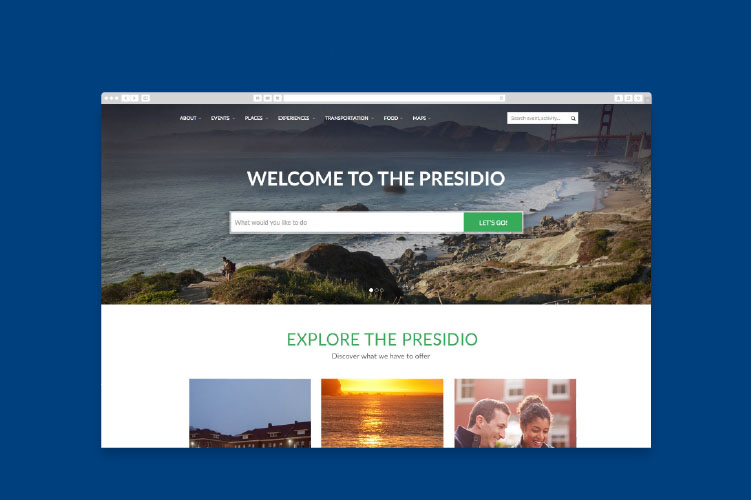 ABOUT EVENTS PLACES EXPERIENCES TRANSPORTATION FOOD MAPS
Search event, activity...
WELCOME TO THE PRESIDIO
What would you like to do
LET'S GO!
EXPLORE THE PRESIDIO
Discover what we have to offer